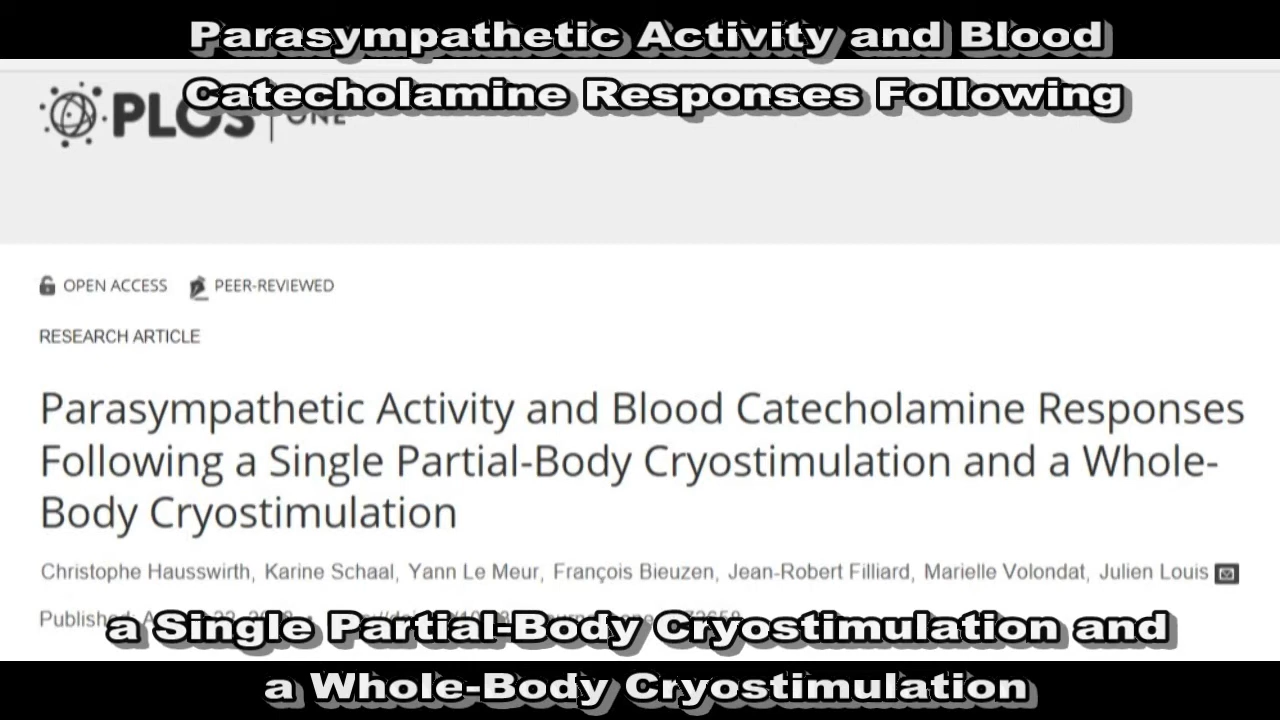 Parasympathetic Activity and Blood
Catecholamine Responses Following
PLOS ONE
OPEN ACCESS PEER-REVIEWED
RESEARCH ARTICLE
Parasympathetic Activity and Blood Catecholamine Responses
Following a Single Partial-Body Cryostimulation and a Whole-
Body Cryostimulation
Christophe Hausswirth, Karine Schaal, Yann Le Meur, François Bieuzen, Jean-Robert Filliard, Marielle Volondat, Julien Louis
a Single Partial-Body Cryostimulation and
a Whole-Body Cryostimulation